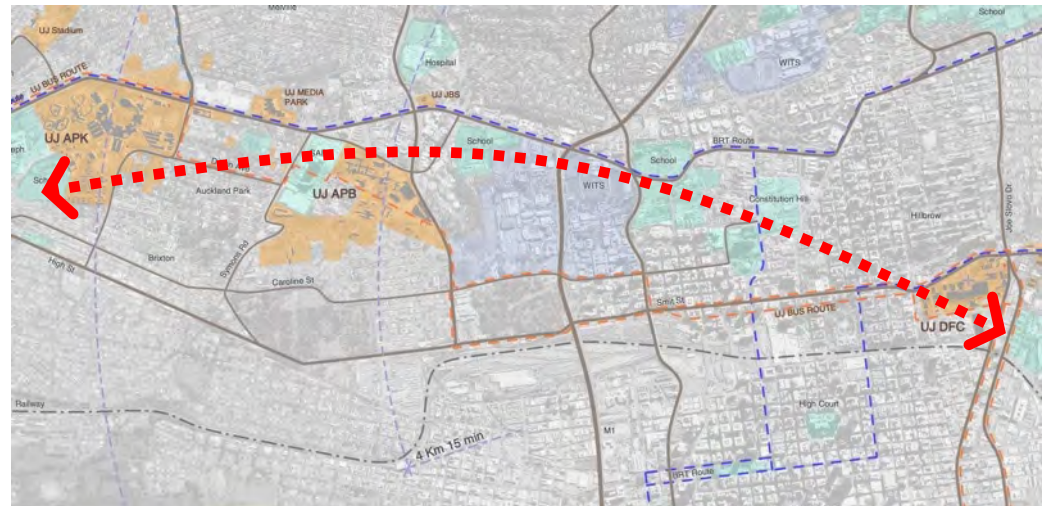 Melville
School
UJ Stadium
Hospital
WITS
UJ BUS ROUTE
UJ MEDIA
PARK
UJ JBS
UJ APK
School
BRT Route
School
Auckland Park
UJ APB
WITS
Constitution Hill
Hillbrow
Joe Slovo Dr
Brixton
Symons Rd
High St
Caroline St
Smit St
UJ BUS ROUTE
UJ DFC
Railway
High Court
M1
4 Km 15 min
BRT Route